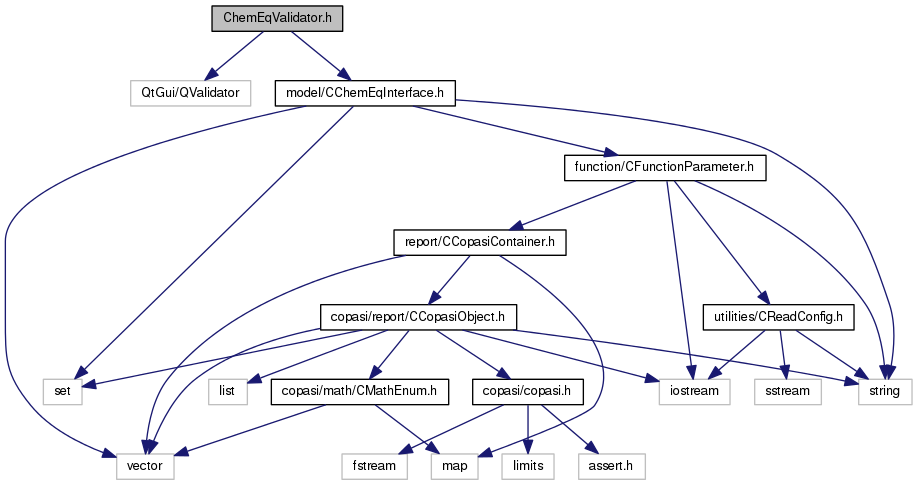 ChemEqValidator.h
QtGui/QValidator
model/CChemEqInterface.h
function/CFunctionParameter.h
report/CCopasiContainer.h
copasi/report/CCopasiObject.h
utilities/CReadConfig.h
set
list
copasi/math/CMathEnum.h
copasi/copasi.h
iostream
sstream
string
vector
fstream
map
limits
assert.h